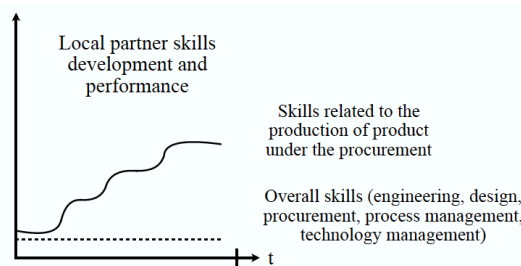 Local partner skills
development and
performance
Skills related to the
production of product
under the procurement
Overall skills (engineering, design,
procurement, process management,
technology management)
t